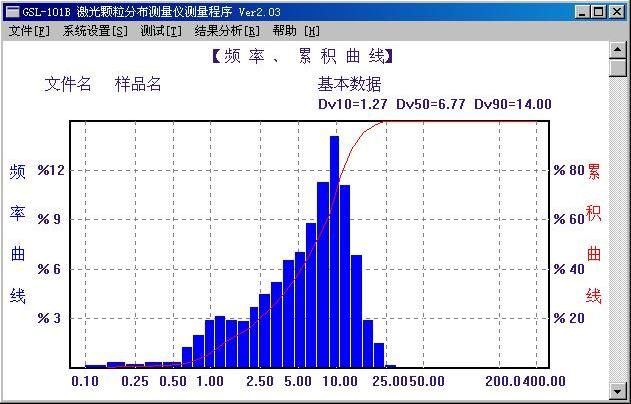 GSL-101B 激光颗粒分布测量仪测量程序 Ver2.03
文件[F] 系统设置[S] 测试[T] 结果分析[R] 帮助 [H]
【频 率 、 累 积 曲 线】
文件名 样品名 基本数据
Dv10=1.27 Dv50=6.77 Dv90=14.00
频 %12 % 80 累
率 % 9 % 60 积
曲 % 6 % 40 曲
线 % 3 % 20 线
0.10 0.25 0.50 1.00 2.50 5.00 10.00 25.00 50.00 200.0 400.00